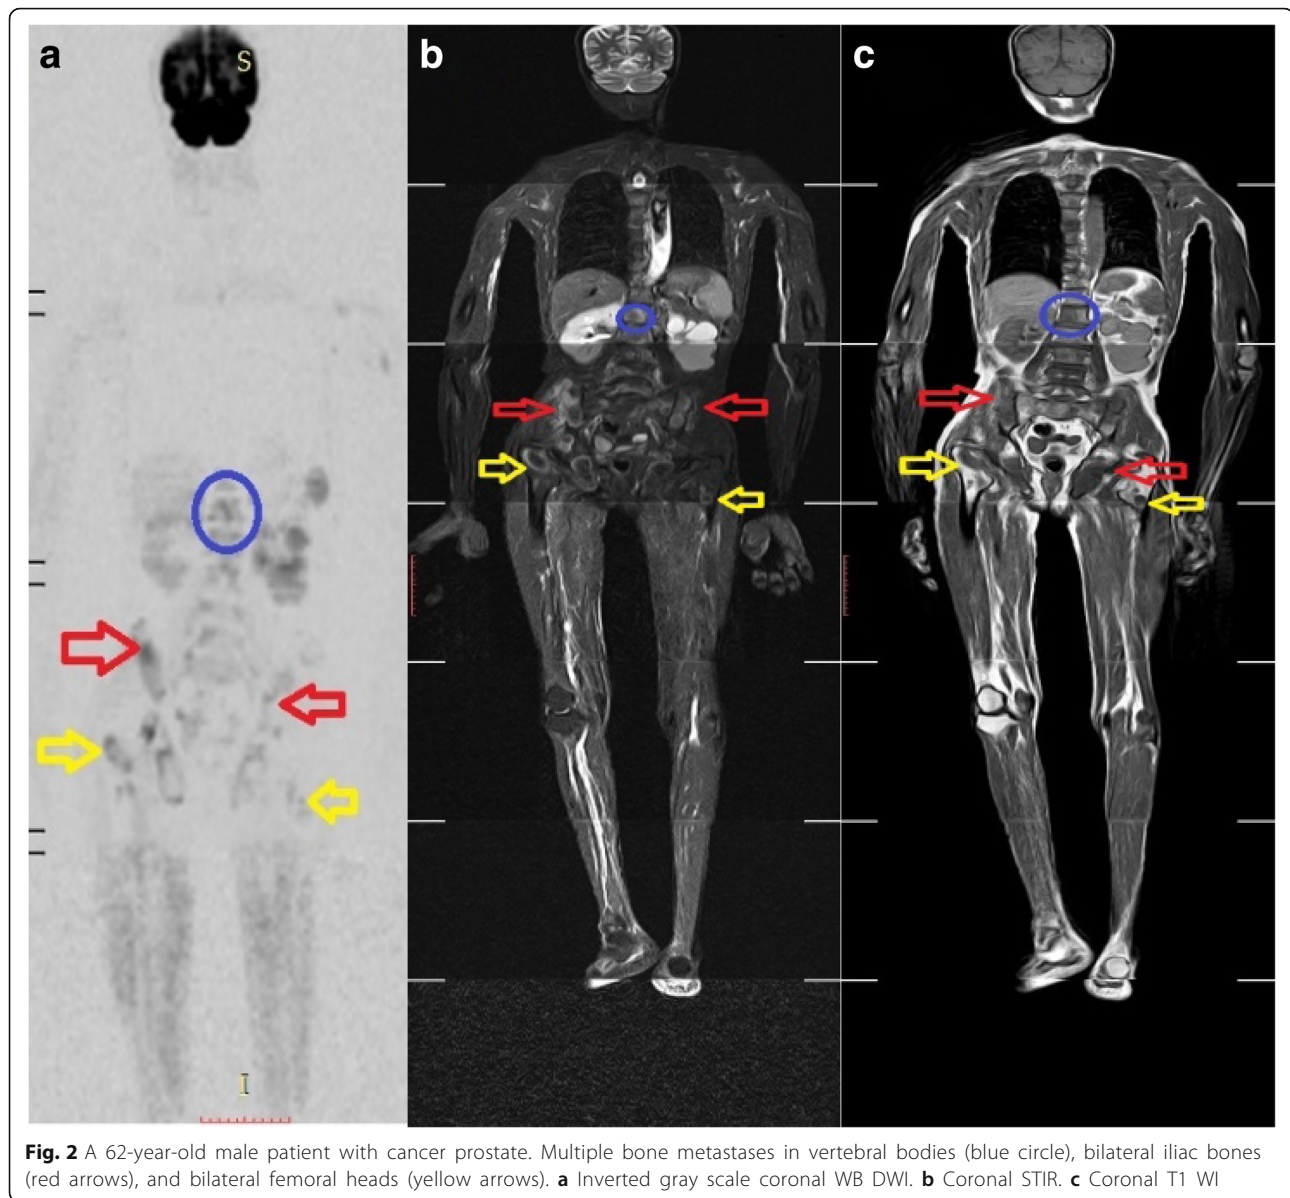 a
S
b
c
I
Fig. 2 A 62-year-old male patient with cancer prostate. Multiple bone metastases in vertebral bodies (blue circle), bilateral iliac bones
(red arrows), and bilateral femoral heads (yellow arrows). a Inverted gray scale coronal WB DWI. b Coronal STIR. c Coronal T1 WI